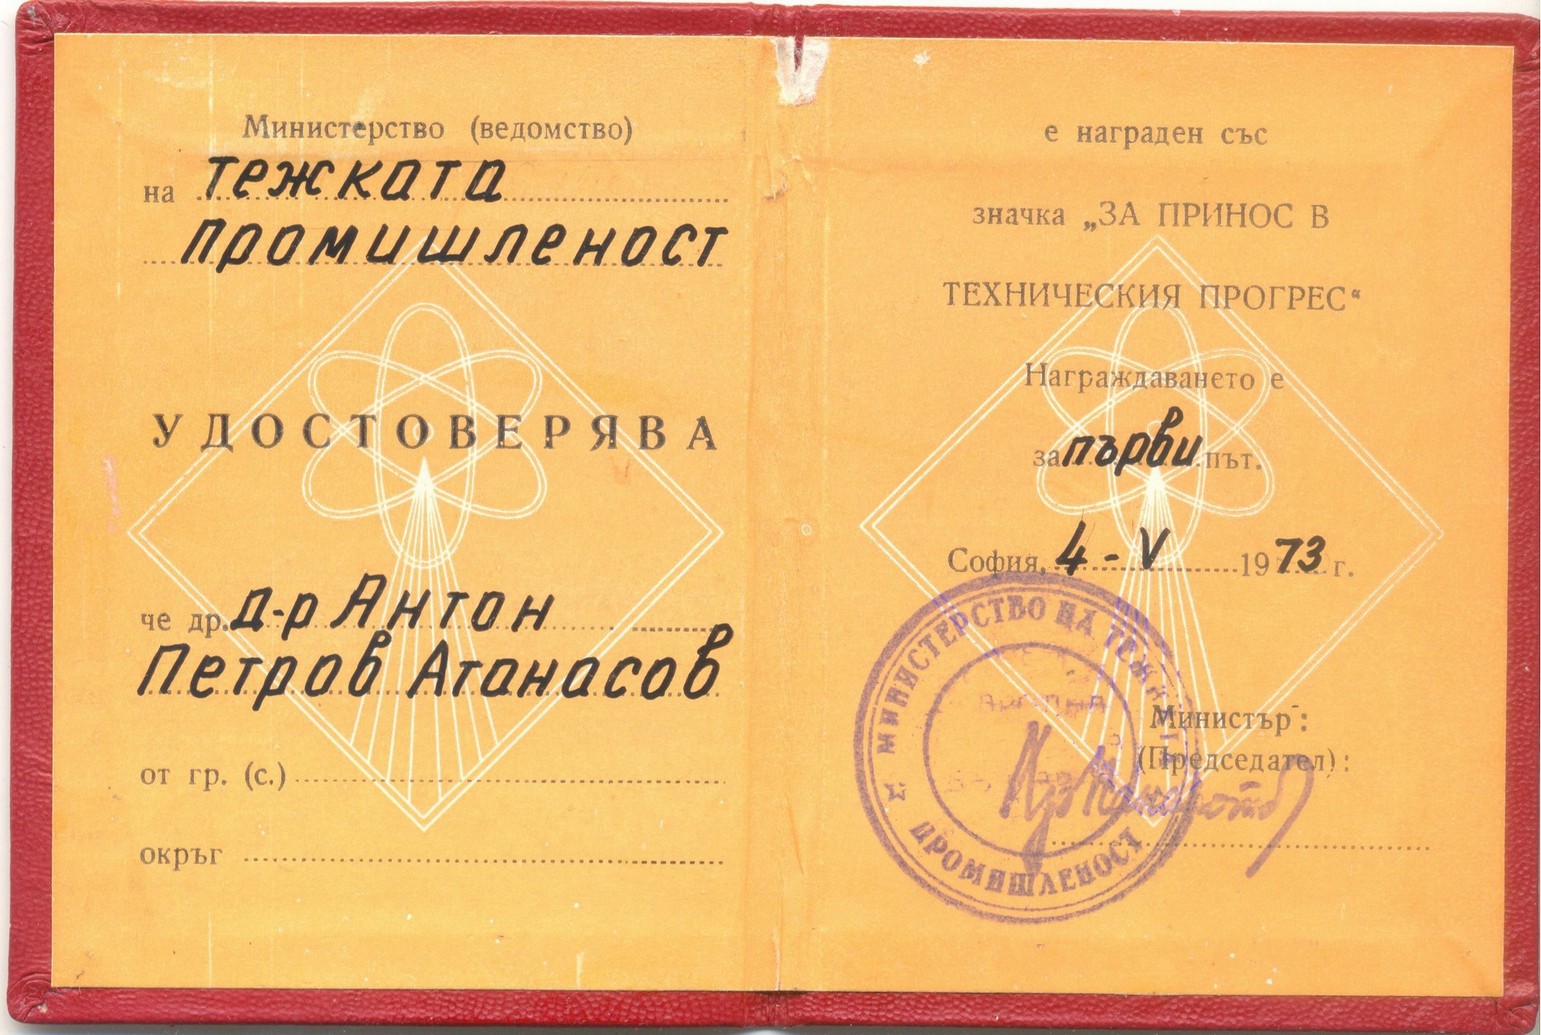 Министерство (ведомство)
на тежката
промишленост
УДОСТОВЕРЯВА
че др. д-р Антон
Петров Атанасов
от гр. (с.)
окръг
е награден със
значка „ЗА ПРИНОС В
ТЕХНИЧЕСКИЯ ПРОГРЕС“
Награждаването е
за първи път.
София, 4 - V 1973 г.
МИНИСТЕРСТВО НА ТЕЖКАТА
ПРОМИШЛЕНОСТ
Министър:
(Председател):